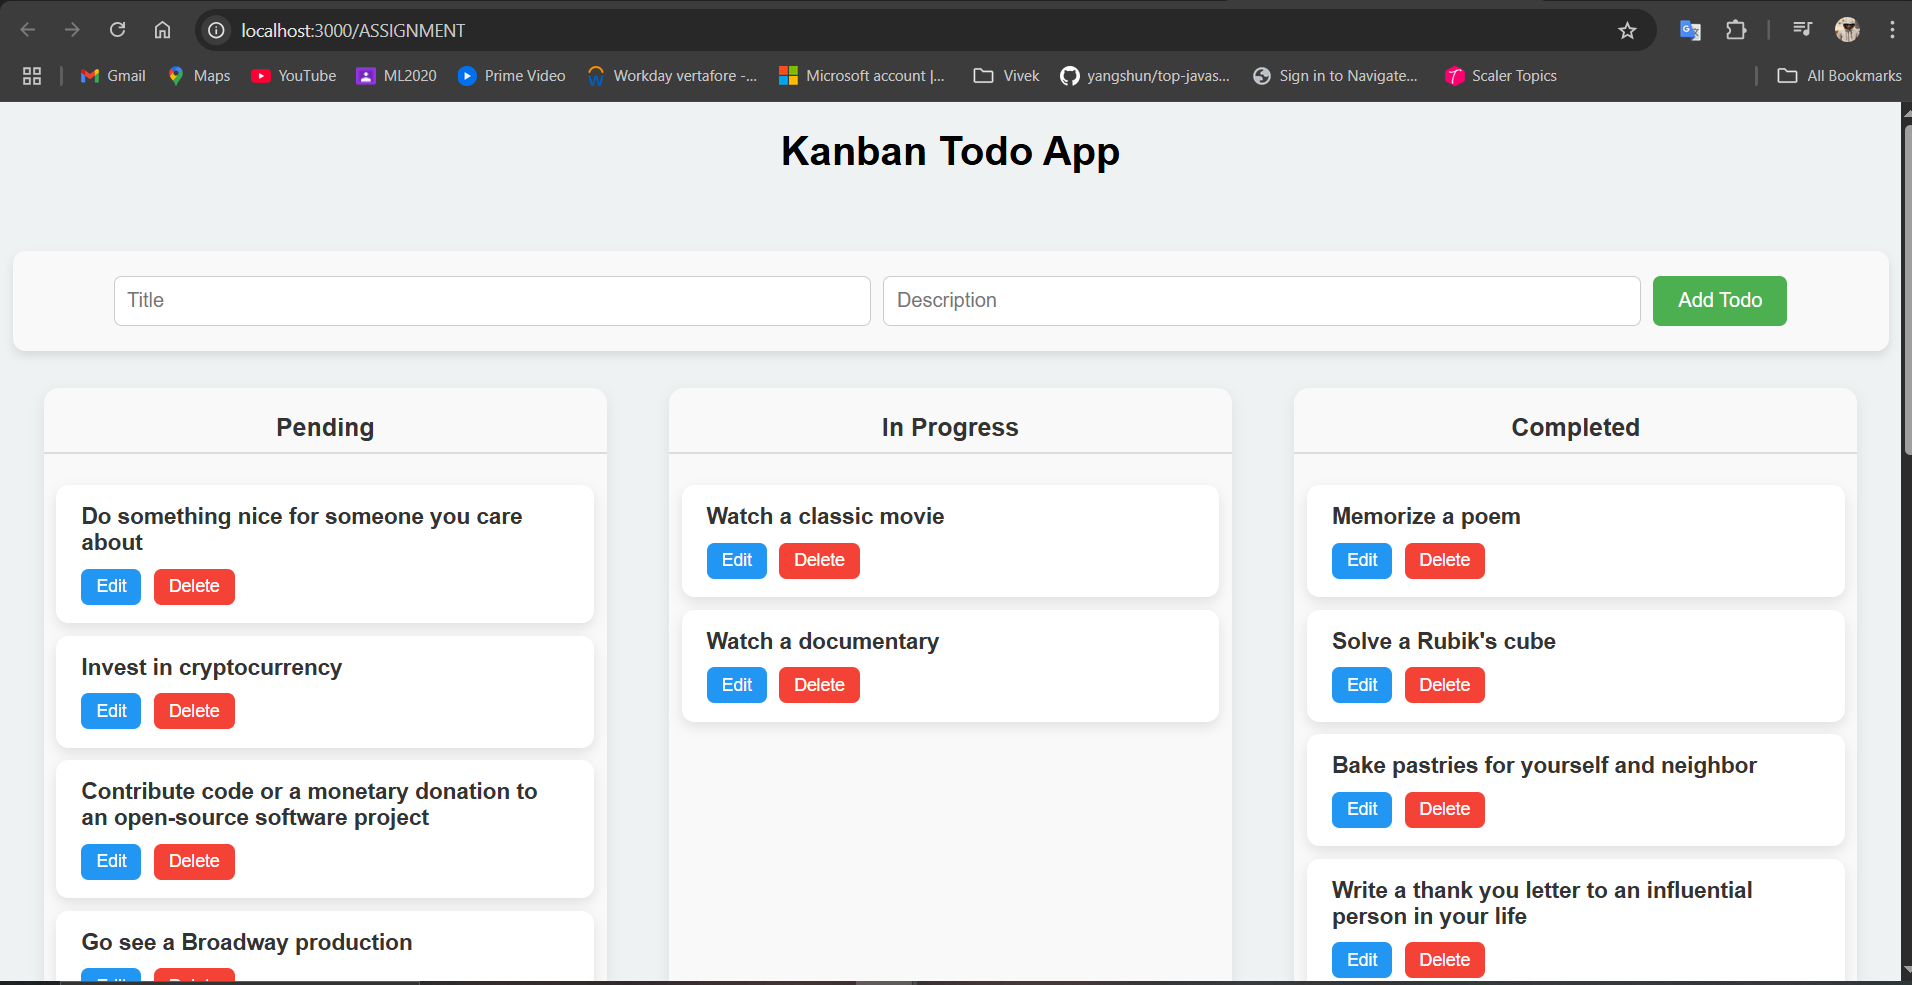 localhost:3000/ASSIGNMENT
Gmail
Maps
YouTube
ML2020
Prime Video
Workday vertafore -...
Microsoft account |...
Vivek
yangshun/top-javas...
Sign in to Navigate...
Scaler Topics
All Bookmarks
Kanban Todo App
Title
Description
Add Todo
Pending
Do something nice for someone you care
about
Edit Delete
Invest in cryptocurrency
Edit Delete
Contribute code or a monetary donation to
an open-source software project
Edit Delete
Go see a Broadway production
In Progress
Watch a classic movie
Edit Delete
Watch a documentary
Edit Delete
Completed
Memorize a poem
Edit Delete
Solve a Rubik's cube
Edit Delete
Bake pastries for yourself and neighbor
Edit Delete
Write a thank you letter to an influential
person in your life
Edit Delete